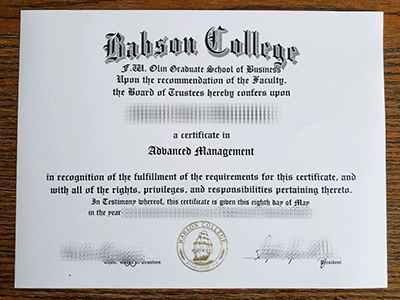 Babson College
F.W. Olin Graduate School of Business
Upon the recommendation of the Faculty,
the Board of Trustees hereby confers upon
a certificate in
Advanced Management
in recognition of the fulfillment of the requirements for this certificate, and
with all of the rights, privileges, and responsibilities pertaining thereto.
In Testimony whereof, this certificate is given this eighth day of May
in the year
BABSON COLLEGE
Trustees
President